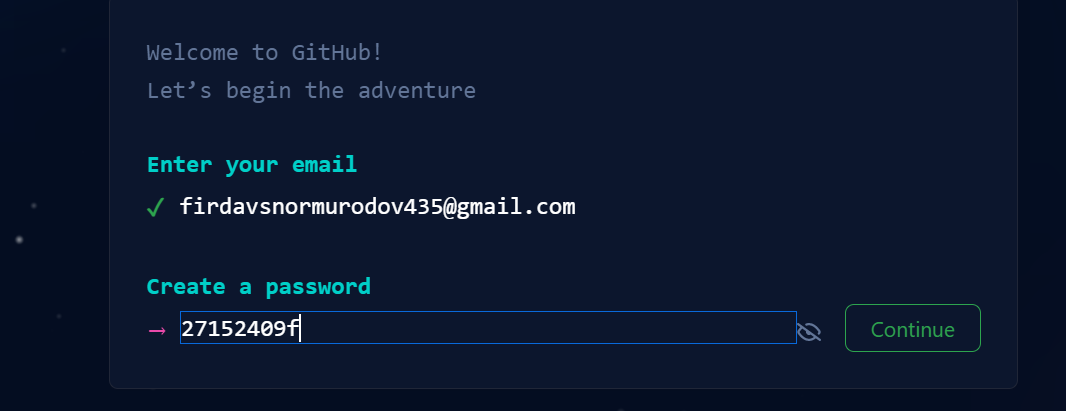 Welcome to GitHub!
Let’s begin the adventure
Enter your email
✓ firdavsnormurodov435@gmail.com
Create a password
→ 27152409f
Continue